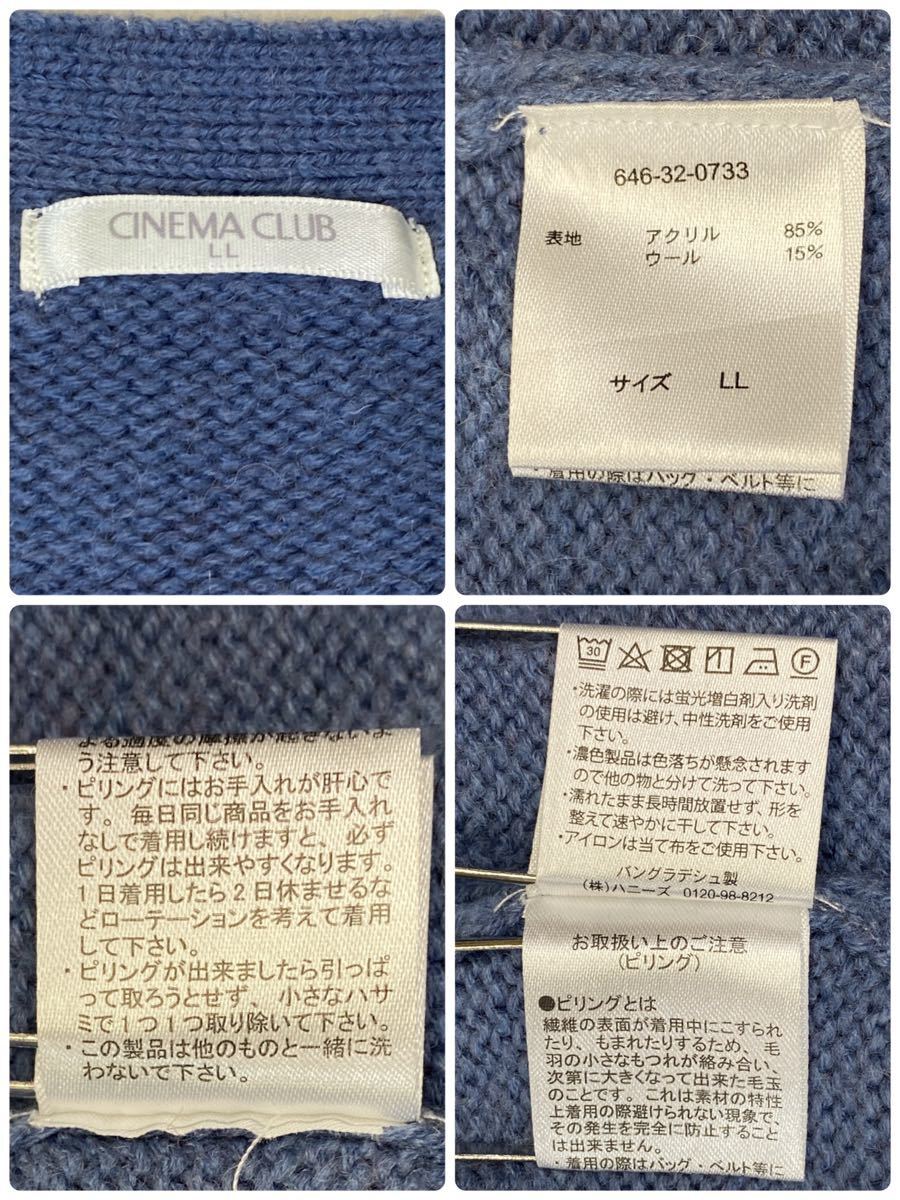 CINEMA CLUB
LL
646-32-0733
表地 アクリル 85%
ウール 15%
サイズ LL
・着用の際はバッグ・ベルト等に
よる過度の摩擦が起きないよ
う注意して下さい。
・ピリングにはお手入れが肝心で
す。毎日同じ商品をお手入れ
なしで着用し続けますと、必ず
ピリングは出来やすくなります。
1日着用したら2日休ませるな
どローテーションを考えて着用
して下さい。
・ピリングが出来ましたら引っぱ
って取ろうとせず、小さなハサ
ミで1つ1つ取り除いて下さい。
・この製品は他のものと一緒に洗
わないで下さい。
30
F
・洗濯の際には蛍光増白剤入り洗剤
の使用は避け、中性洗剤をご使用
下さい。
・濃色製品は色落ちが懸念されます
ので他の物と分けて洗って下さい。
・濡れたまま長時間放置せず、形を
整えて速やかに干して下さい。
・アイロンは当て布をご使用下さい。
バングラデシュ製
(株)ハニーズ 0120-98-8212
お取扱い上のご注意
(ピリング)
●ピリングとは
繊維の表面が着用中にこすられ
たり、もまれたりするため、毛
羽の小さなもつれが絡み合い、
次第に大きくなって出来た毛玉
のことです。これは素材の特性
上着用の際避けられない現象で、
その発生を完全に防止すること
は出来ません。
・着用の際はバッグ・ベルト等に